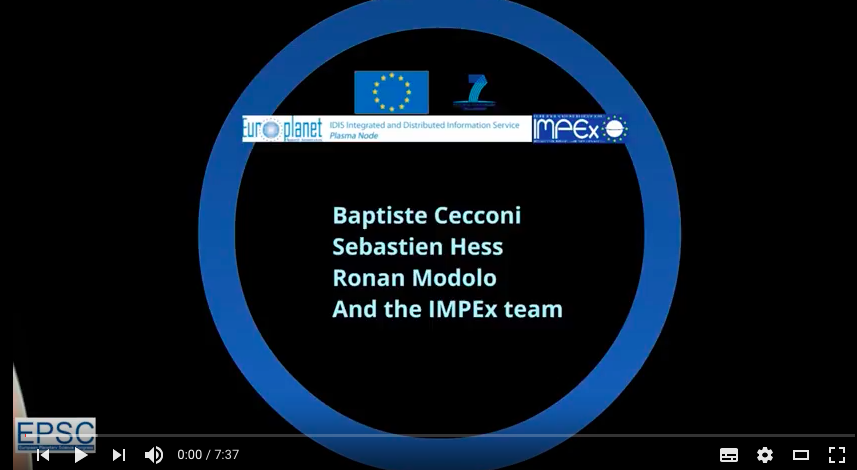 Europlanet
IDIS Integrated and Distributed Information Service
Plasma Node
IMPEx
Baptiste Cecconi
Sebastien Hess
Ronan Modolo
And the IMPEx team
EPSC
0:00 / 7:37